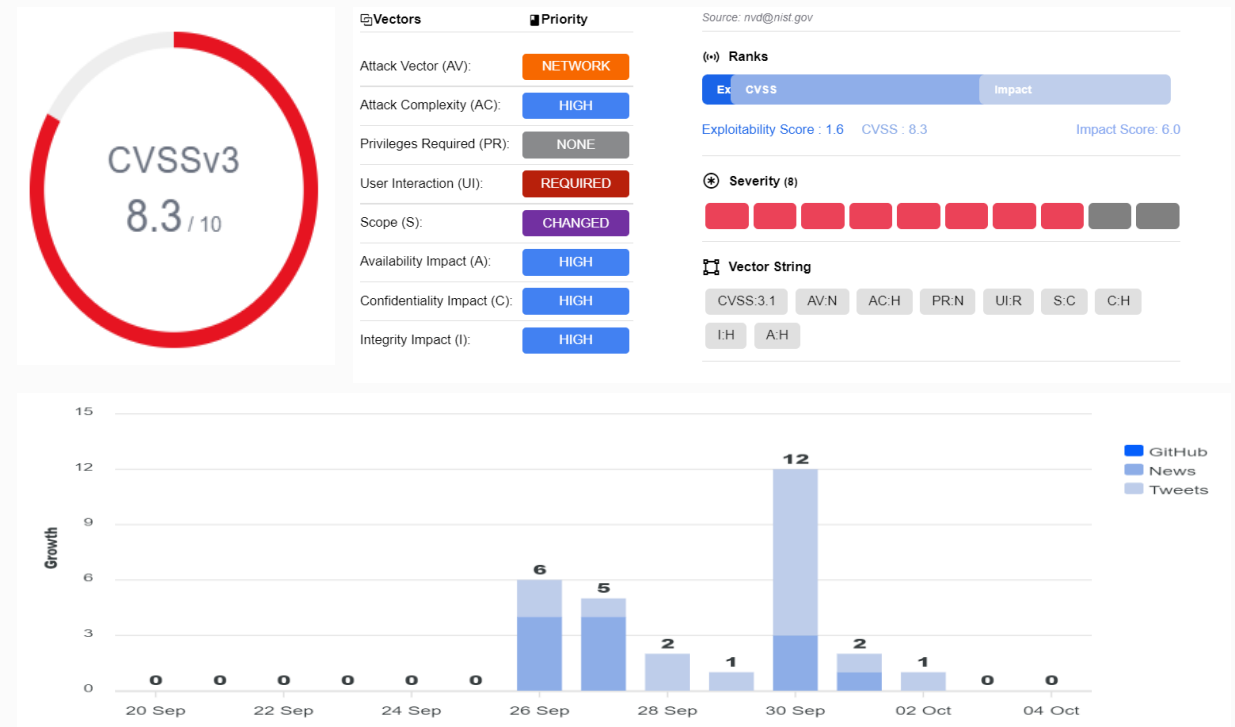 CVSSv3
8.3 / 10
Vectors Priority
Attack Vector (AV): NETWORK
Attack Complexity (AC): HIGH
Privileges Required (PR): NONE
User Interaction (UI): REQUIRED
Scope (S): CHANGED
Availability Impact (A): HIGH
Confidentiality Impact (C): HIGH
Integrity Impact (I): HIGH
Source: nvd@nist.gov
Ranks
Ex CVSS Impact
Exploitability Score : 1.6 CVSS : 8.3 Impact Score: 6.0
Severity (8)
Vector String
CVSS:3.1 AV:N AC:H PR:N UI:R S:C C:H
I:H A:H
15
12
9
6
3
0
Growth
0 0 0 0 0 0 6 5 2 1 12 2 1 0 0
20 Sep 22 Sep 24 Sep 26 Sep 28 Sep 30 Sep 02 Oct 04 Oct
GitHub
News
Tweets